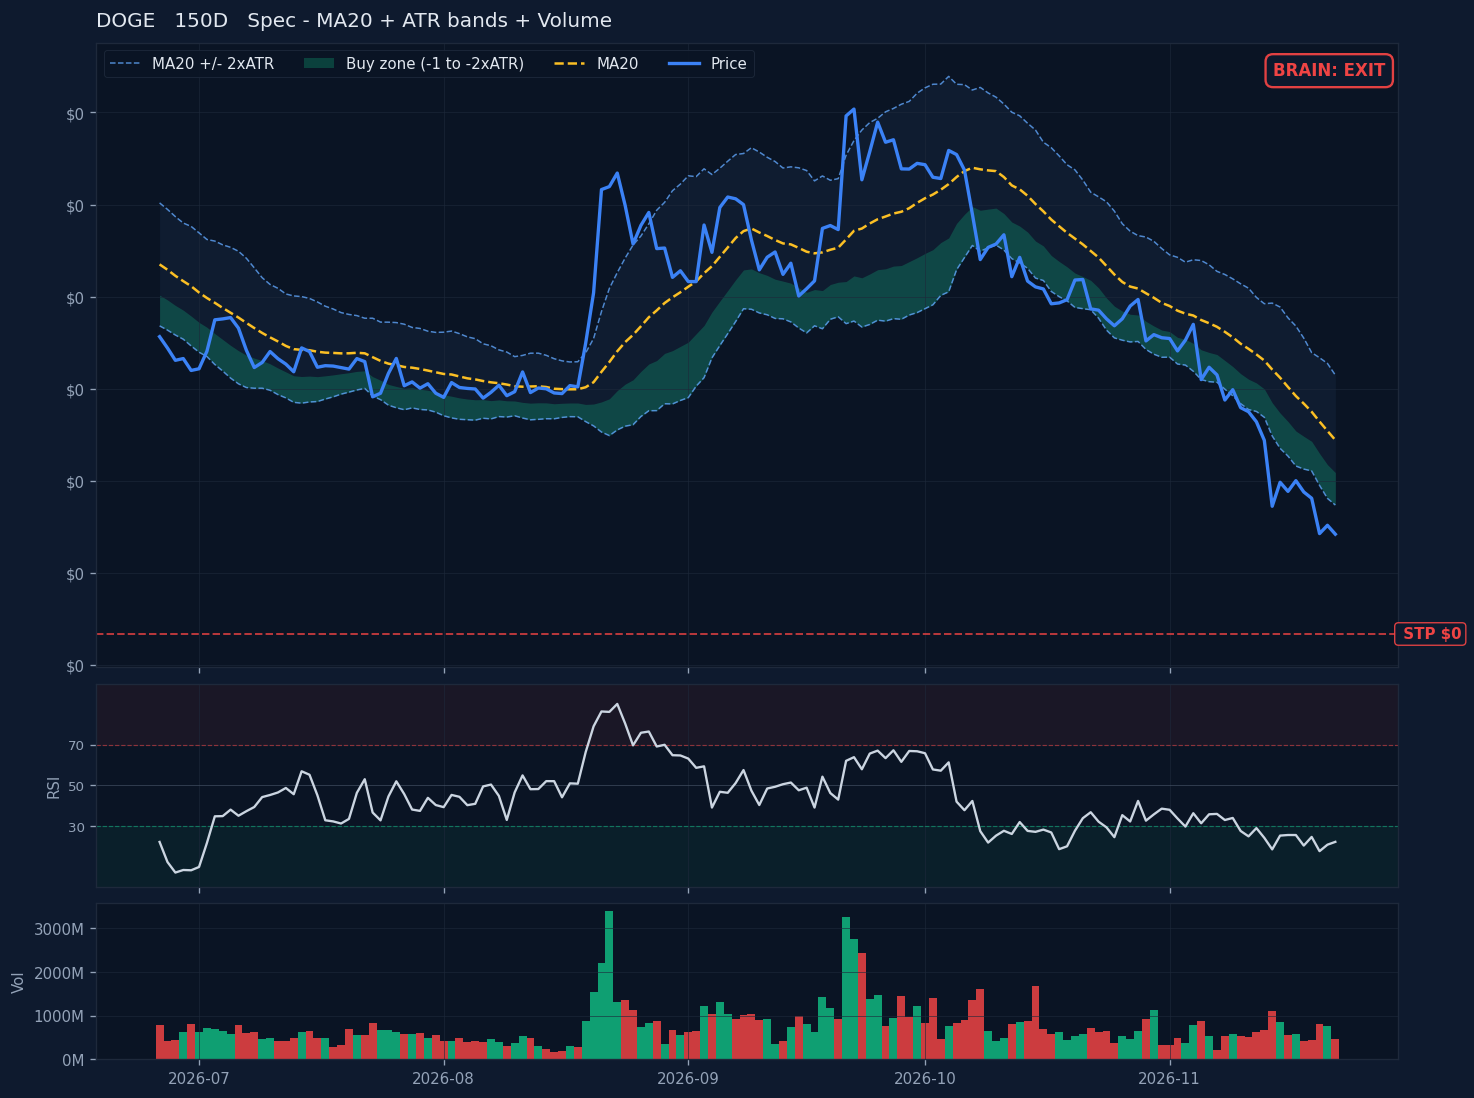 DOGE   150D   Spec - MA20 + ATR bands + Volume
MA20 +/- 2xATR   Buy zone (-1 to -2xATR)   MA20   Price
BRAIN: EXIT
$0
$0
$0
$0
$0
$0
STP $0
$0
RSI
70
50
30
Vol
3000M
2000M
1000M
0M
2026-07   2026-08   2026-09   2026-10   2026-11